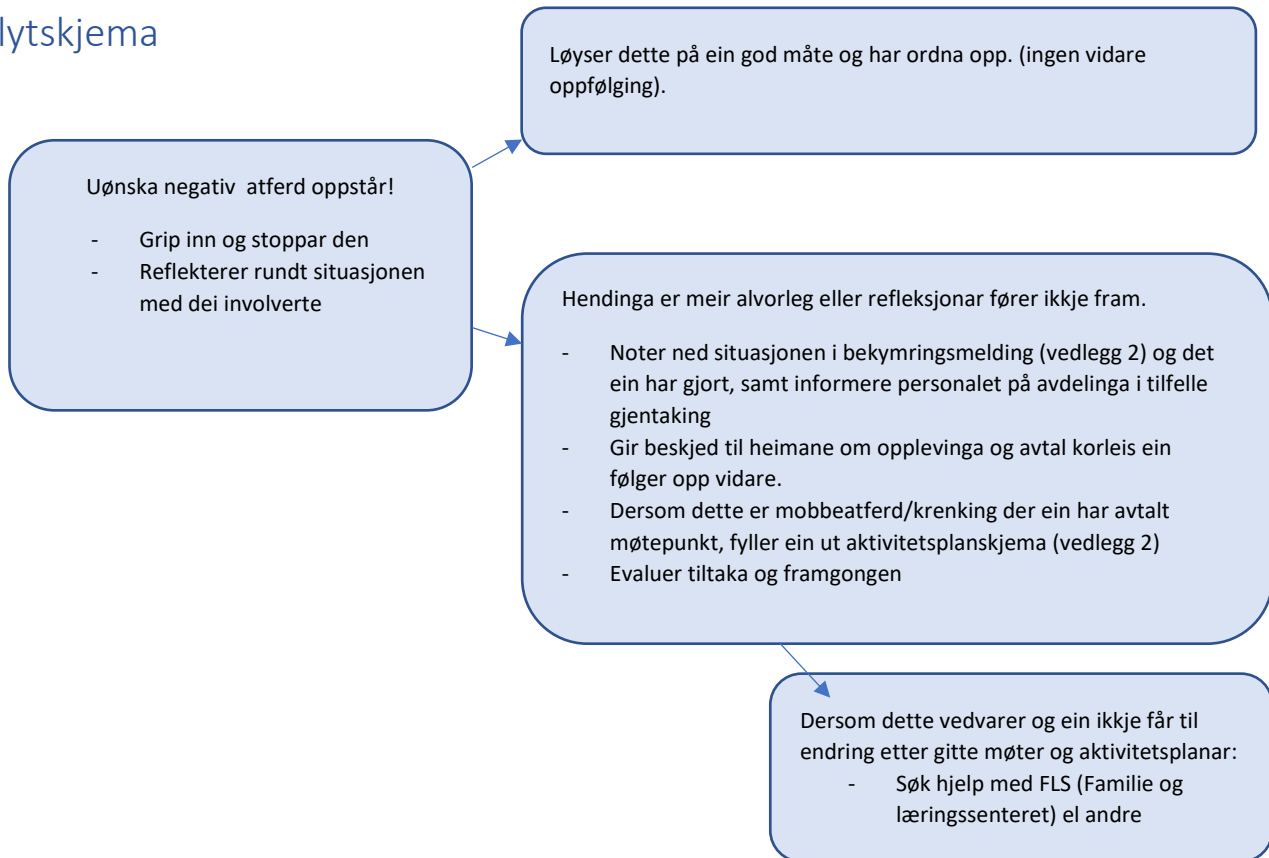 lytskjema
Løyser dette på ein god måte og har ordna opp. (ingen vidare
oppfølging).
Uønska negativ atferd oppstår!
- Grip inn og stoppar den
- Reflekterer rundt situasjonen
med dei involverte
Hendinga er meir alvorleg eller refleksjonar fører ikkje fram.
- Noter ned situasjonen i bekymringsmelding (vedlegg 2) og det
ein har gjort, samt informere personalet på avdelinga i tilfelle
gjentaking
- Gir beskjed til heimane om opplevinga og avtal korleis ein
følger opp vidare.
- Dersom dette er mobbeatferd/krenking der ein har avtalt
møtepunkt, fyller ein ut aktivitetsplanskjema (vedlegg 2)
- Evaluer tiltaka og framgongen
Dersom dette vedvarer og ein ikkje får til
endring etter gitte møter og aktivitetsplanar:
- Søk hjelp med FLS (Familie og
læringssenteret) el andre